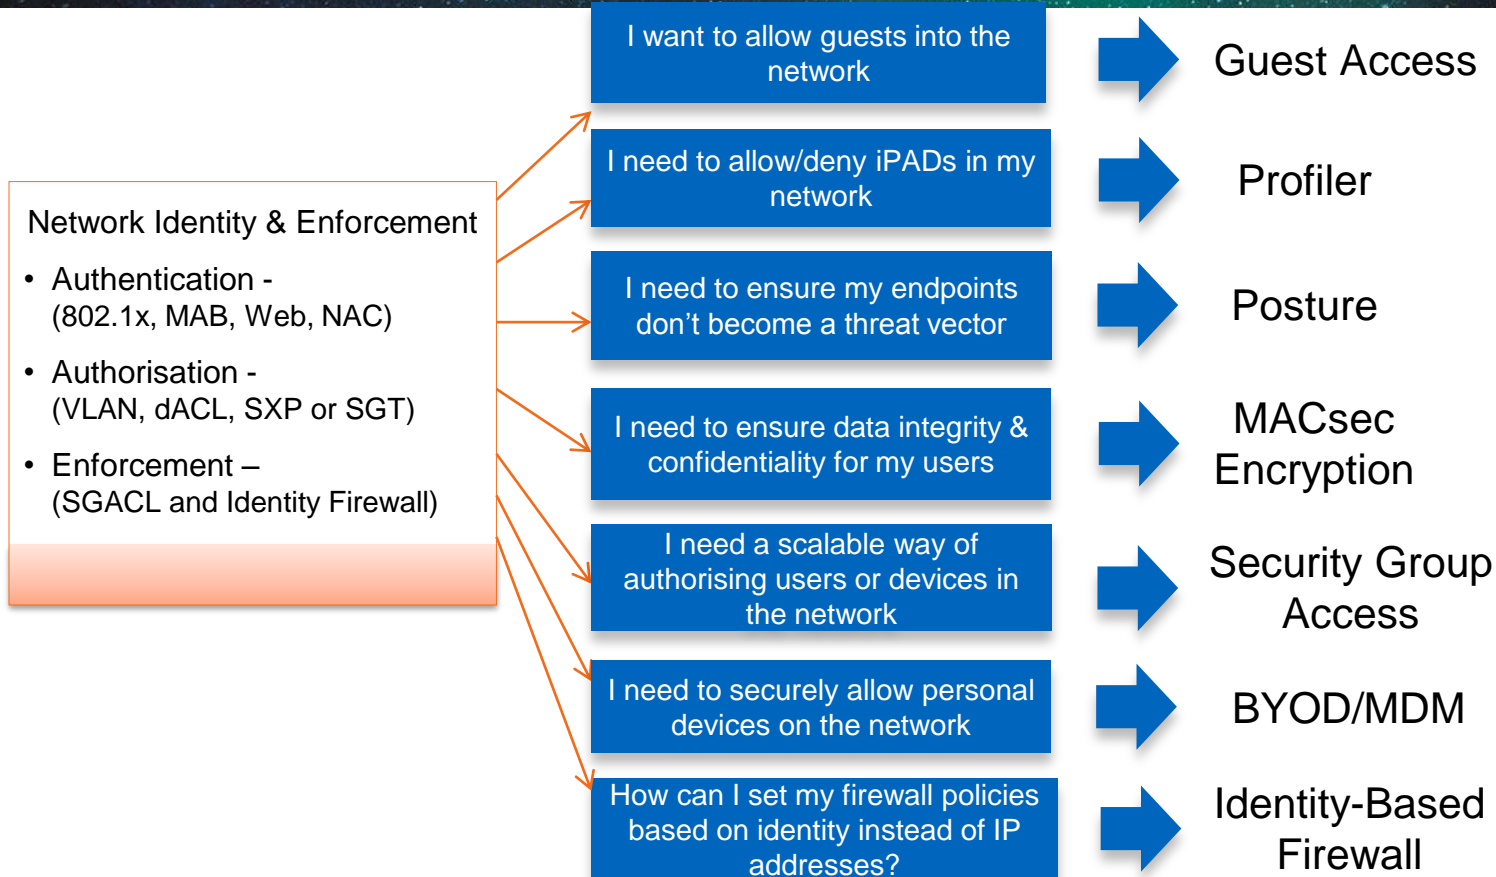 I want to allow guests into the
network
Guest Access
I need to allow/deny iPADs in my
network
Profiler
Network Identity & Enforcement
• Authentication -
(802.1x, MAB, Web, NAC)
• Authorisation -
(VLAN, dACL, SXP or SGT)
• Enforcement –
(SGACL and Identity Firewall)
I need to ensure my endpoints
don’t become a threat vector
Posture
I need to ensure data integrity &
confidentiality for my users
MACsec
Encryption
I need a scalable way of
authorising users or devices in
the network
Security Group
Access
I need to securely allow personal
devices on the network
BYOD/MDM
How can I set my firewall policies
based on identity instead of IP
addresses?
Identity-Based
Firewall